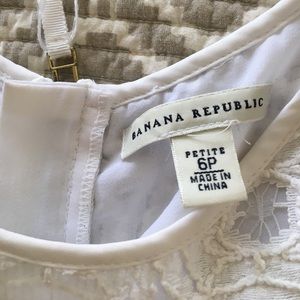 BANANA REPUBLIC
PETITE
6P
MADE IN
CHINA